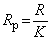 Rp = R/K